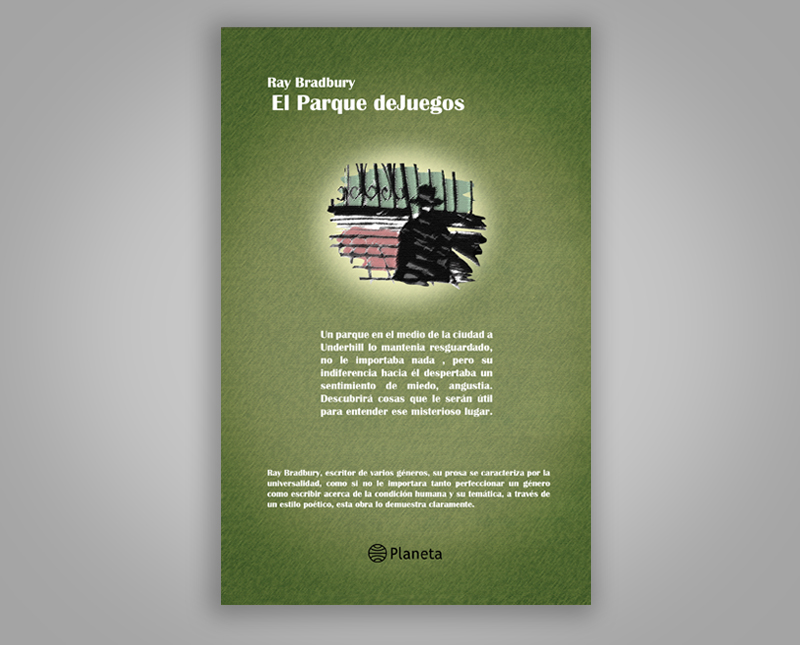 Ray Bradbury
El Parque deJuegos
Un parque en el medio de la ciudad a
Underhill lo mantenia resguardado,
no le importaba nada , pero su
indiferencia hacia él despertaba un
sentimiento de miedo, angustia.
Descubrirá cosas que le serán útil
para entender ese misterioso lugar.
Ray Bradbury, escritor de varios géneros, su prosa se caracteriza por la
universalidad, como si no le importara tanto perfeccionar un género
como escribir acerca de la condición humana y su temática, a través de
un estilo poético, esta obra lo demuestra claramente.
Planeta